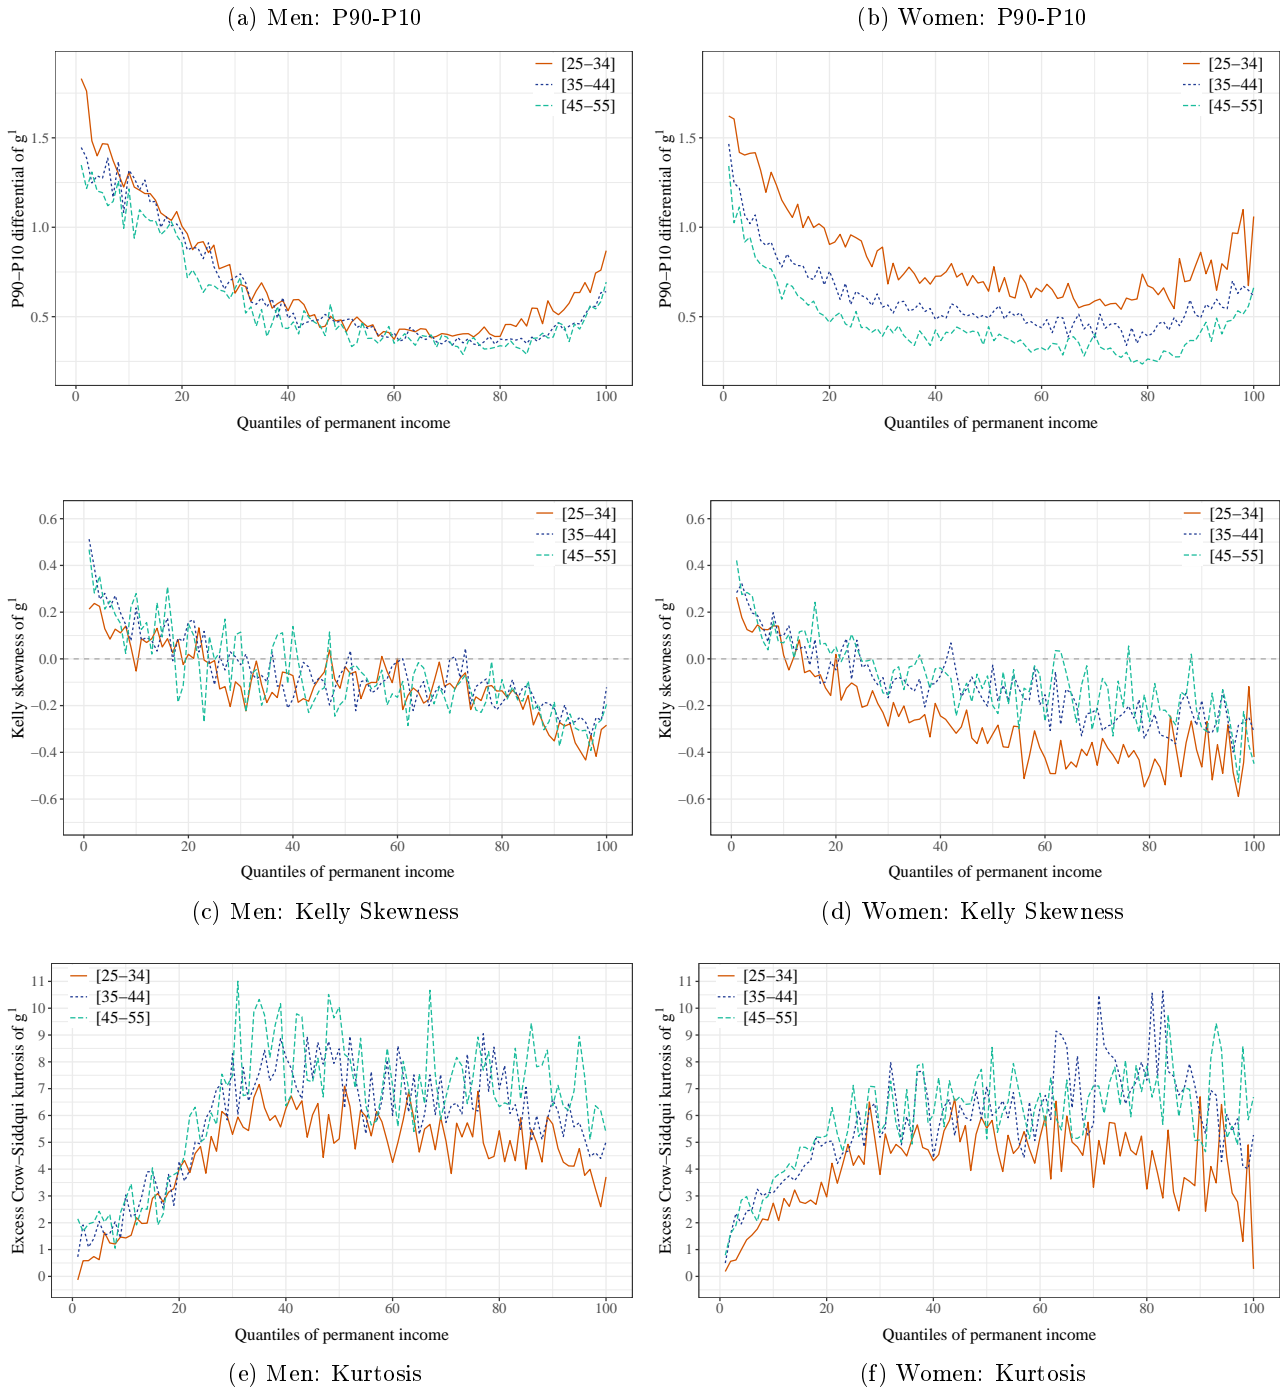 (a) Men: P90-P10
(b) Women: P90-P10
P90−P10 differential of g¹
1.5
1.0
0.5
[25−34]
[35−44]
[45−55]
0 20 40 60 80 100
Quantiles of permanent income
P90−P10 differential of g¹
1.5
1.0
0.5
[25−34]
[35−44]
[45−55]
0 20 40 60 80 100
Quantiles of permanent income
Kelly skewness of g¹
0.6
0.4
0.2
0.0
−0.2
−0.4
−0.6
[25−34]
[35−44]
[45−55]
0 20 40 60 80 100
Quantiles of permanent income
Kelly skewness of g¹
0.6
0.4
0.2
0.0
−0.2
−0.4
−0.6
[25−34]
[35−44]
[45−55]
0 20 40 60 80 100
Quantiles of permanent income
(c) Men: Kelly Skewness
(d) Women: Kelly Skewness
Excess Crow−Siddqui kurtosis of g¹
11
10
9
8
7
6
5
4
3
2
1
0
[25−34]
[35−44]
[45−55]
0 20 40 60 80 100
Quantiles of permanent income
Excess Crow−Siddqui kurtosis of g¹
11
10
9
8
7
6
5
4
3
2
1
0
[25−34]
[35−44]
[45−55]
0 20 40 60 80 100
Quantiles of permanent income
(e) Men: Kurtosis
(f) Women: Kurtosis